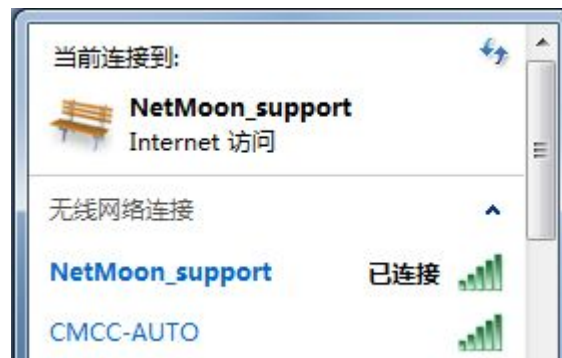 当前连接到:
NetMoon_support
Internet 访问
无线网络连接
NetMoon_support 已连接
CMCC-AUTO